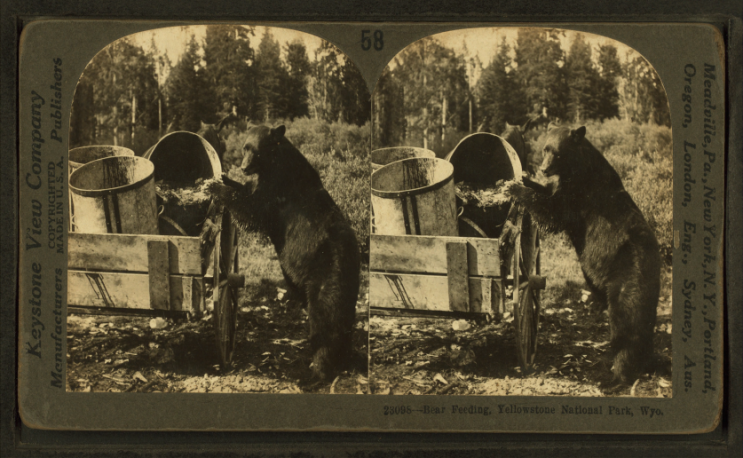 58
Keystone View Company
COPYRIGHTED
MADE IN U.S.A.
Manufacturers Publishers
Meadville, Pa., New York, N.Y., Portland,
Oregon, London, Eng., Sydney, Aus.
23095—Bear Feeding, Yellowstone National Park, Wyo.